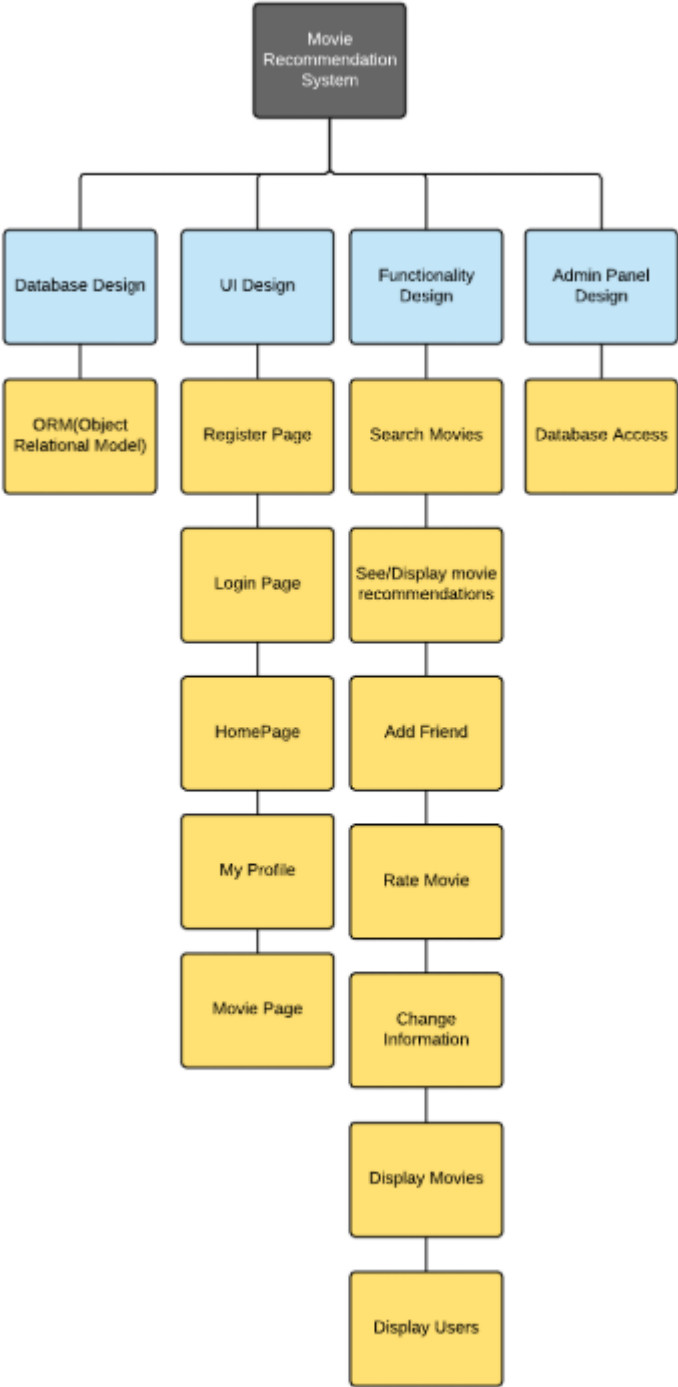 Movie
Recommendation
System
Database Design
UI Design
Functionality
Design
Admin Panel
Design
ORM(Object
Relational Model)
Register Page
Search Movies
Database Access
Login Page
See/Display movie
recommendations
HomePage
Add Friend
My Profile
Rate Movie
Movie Page
Change
Information
Display Movies
Display Users